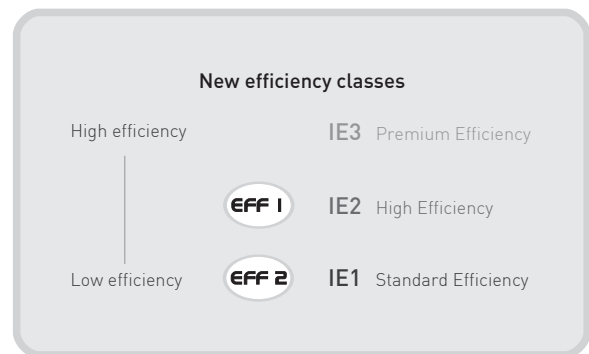 New efficiency classes
High efficiency IE3 Premium Efficiency
EFF 1 IE2 High Efficiency
Low efficiency EFF 2 IE1 Standard Efficiency